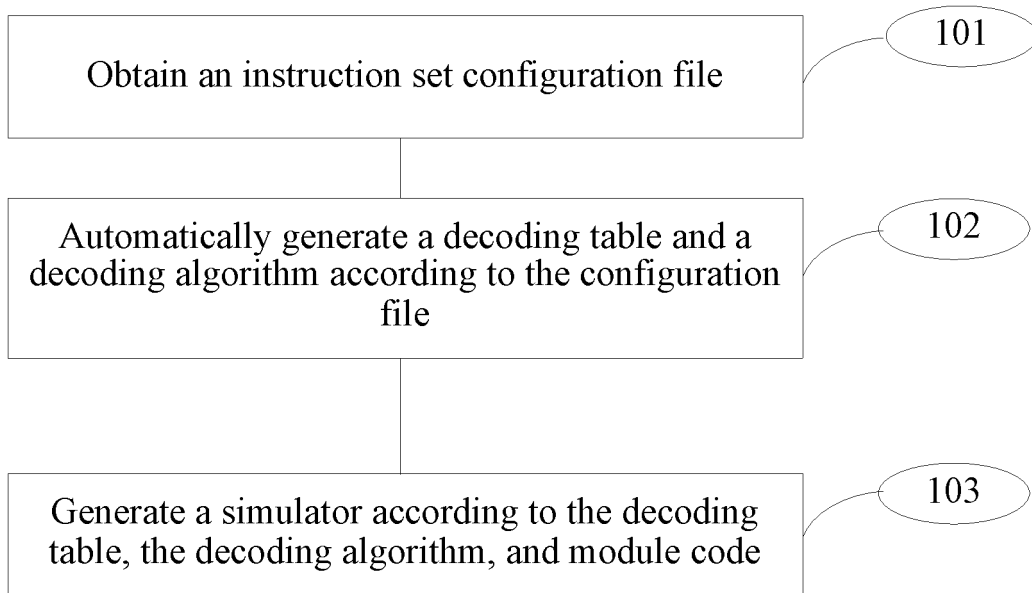 101
Obtain an instruction set configuration file
102
Automatically generate a decoding table and a
decoding algorithm according to the configuration
file
103
Generate a simulator according to the decoding
table, the decoding algorithm, and module code